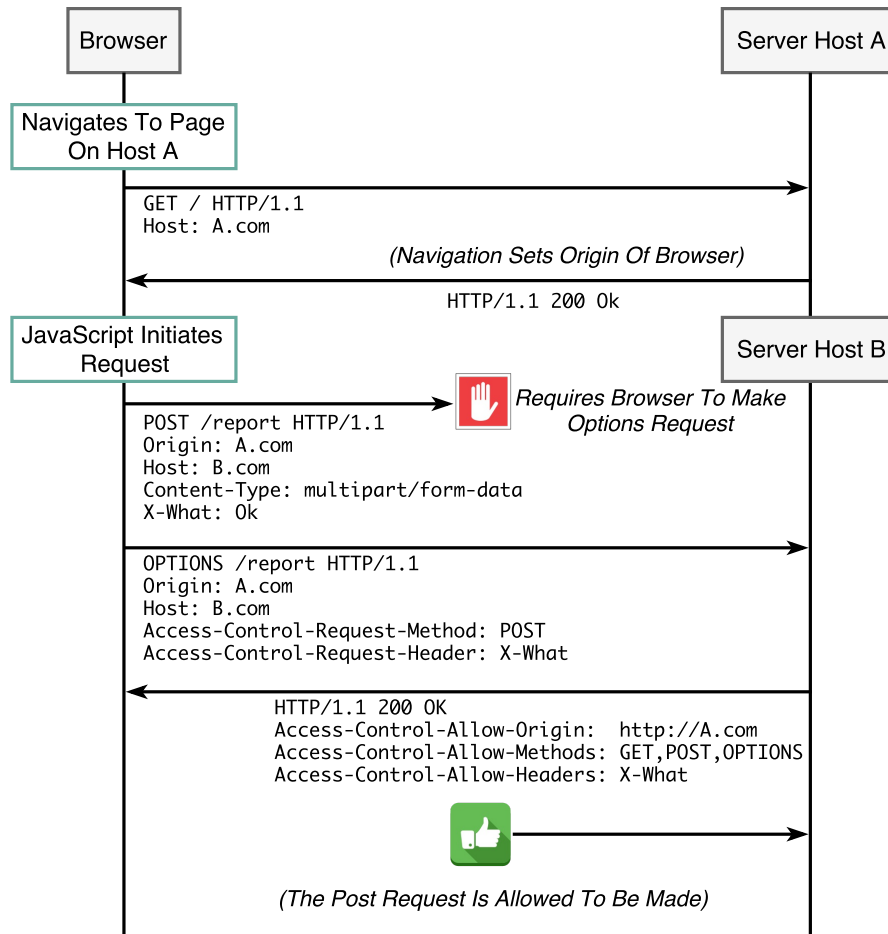 Browser
Server Host A
Navigates To Page
On Host A
GET / HTTP/1.1
Host: A.com
(Navigation Sets Origin Of Browser)
HTTP/1.1 200 Ok
JavaScript Initiates
Request
Server Host B
Requires Browser To Make
Options Request
POST /report HTTP/1.1
Origin: A.com
Host: B.com
Content-Type: multipart/form-data
X-What: Ok
OPTIONS /report HTTP/1.1
Origin: A.com
Host: B.com
Access-Control-Request-Method: POST
Access-Control-Request-Header: X-What
HTTP/1.1 200 OK
Access-Control-Allow-Origin:  http://A.com
Access-Control-Allow-Methods: GET,POST,OPTIONS
Access-Control-Allow-Headers: X-What
(The Post Request Is Allowed To Be Made)